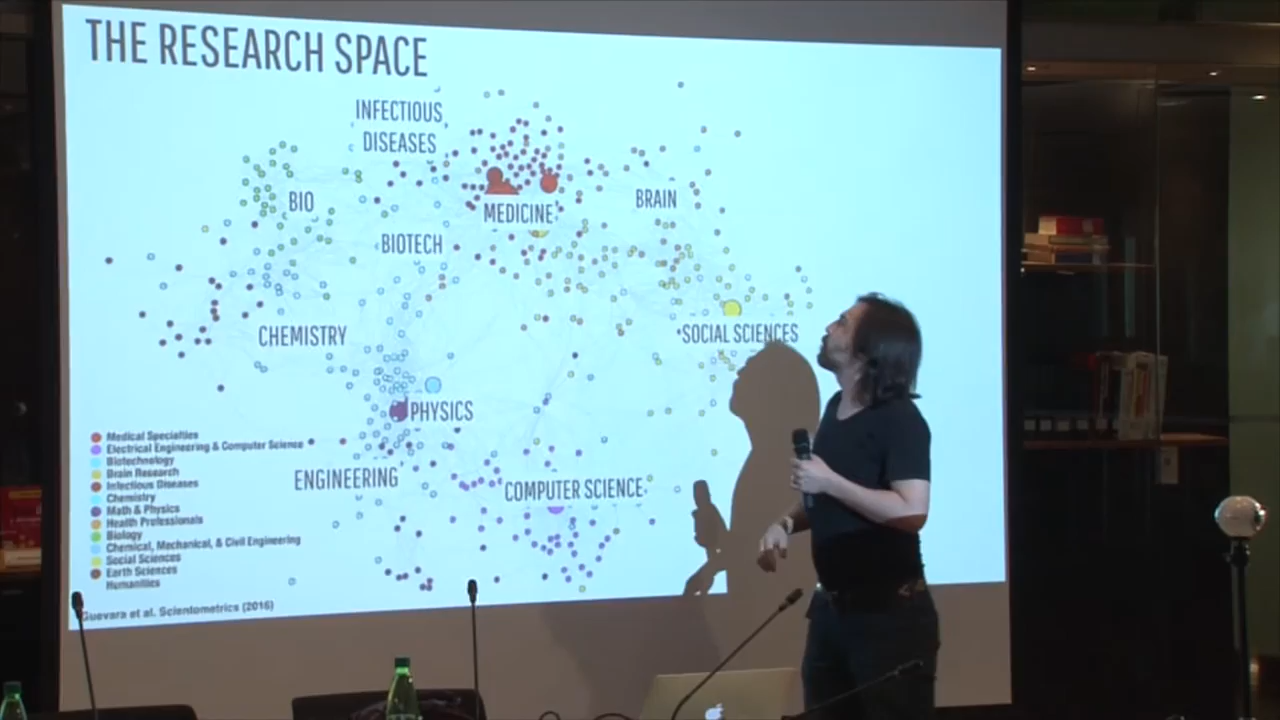 THE RESEARCH SPACE
INFECTIOUS
DISEASES
BIO
MEDICINE
BRAIN
BIOTECH
CHEMISTRY
SOCIAL SCIENCES
PHYSICS
ENGINEERING
COMPUTER SCIENCE
Medical Specialties
Electrical Engineering & Computer Science
Biotechnology
Brain Research
Infectious Diseases
Chemistry
Math & Physics
Health Professionals
Biology
Chemical, Mechanical, & Civil Engineering
Social Sciences
Earth Sciences
Humanities
Guevara et al. Scientometrics (2016)